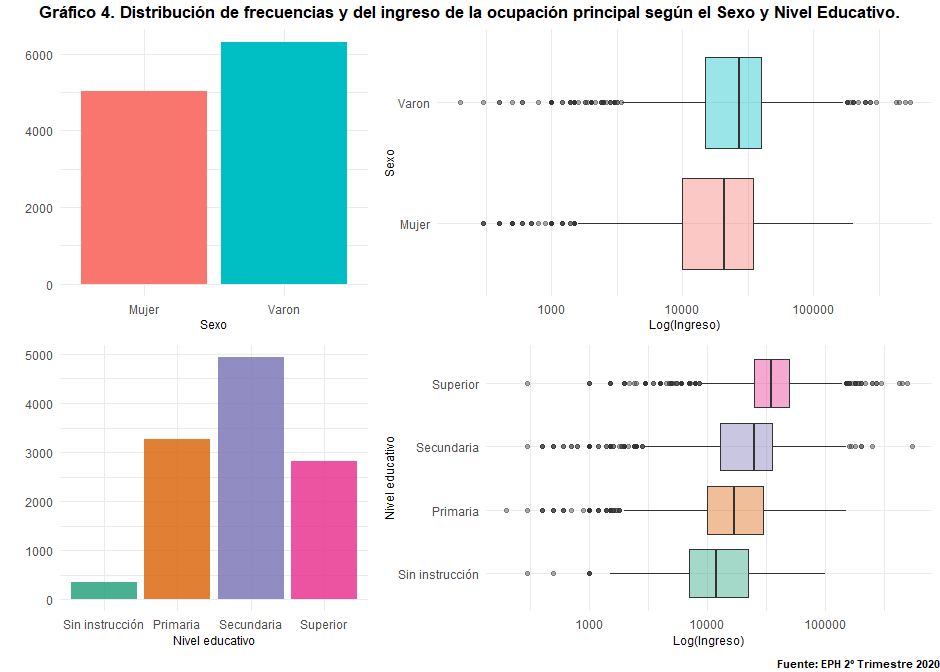 Gráfico 4. Distribución de frecuencias y del ingreso de la ocupación principal según el Sexo y Nivel Educativo.
6000
4000
2000
0
Mujer Varon
Sexo
Sexo
Varon
Mujer
1000 10000 100000
Log(Ingreso)
5000
4000
3000
2000
1000
0
Sin instrucción Primaria Secundaria Superior
Nivel educativo
Nivel educativo
Superior
Secundaria
Primaria
Sin instrucción
1000 10000 100000
Log(Ingreso)
Fuente: EPH 2º Trimestre 2020